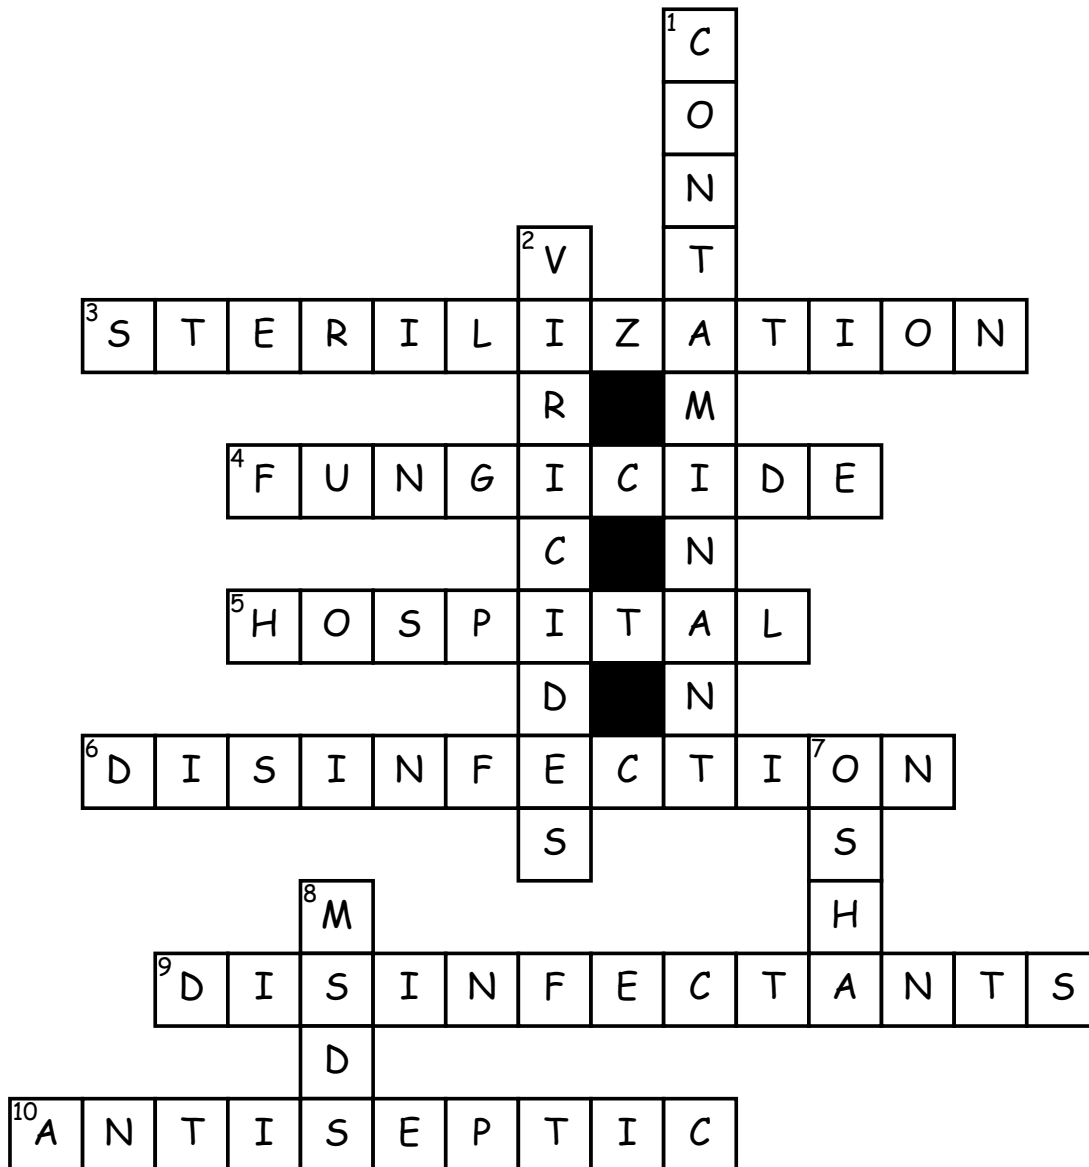 1 C
O
N
2 V T
3 S T E R I L I Z A T I O N
R M
4 F U N G I C I D E
C N
5 H O S P I T A L
D N
6 D I S I N F E C T I 7 O N
S S
8 M H
9 D I S I N F E C T A N T S
D
10 A N T I S E P T I C